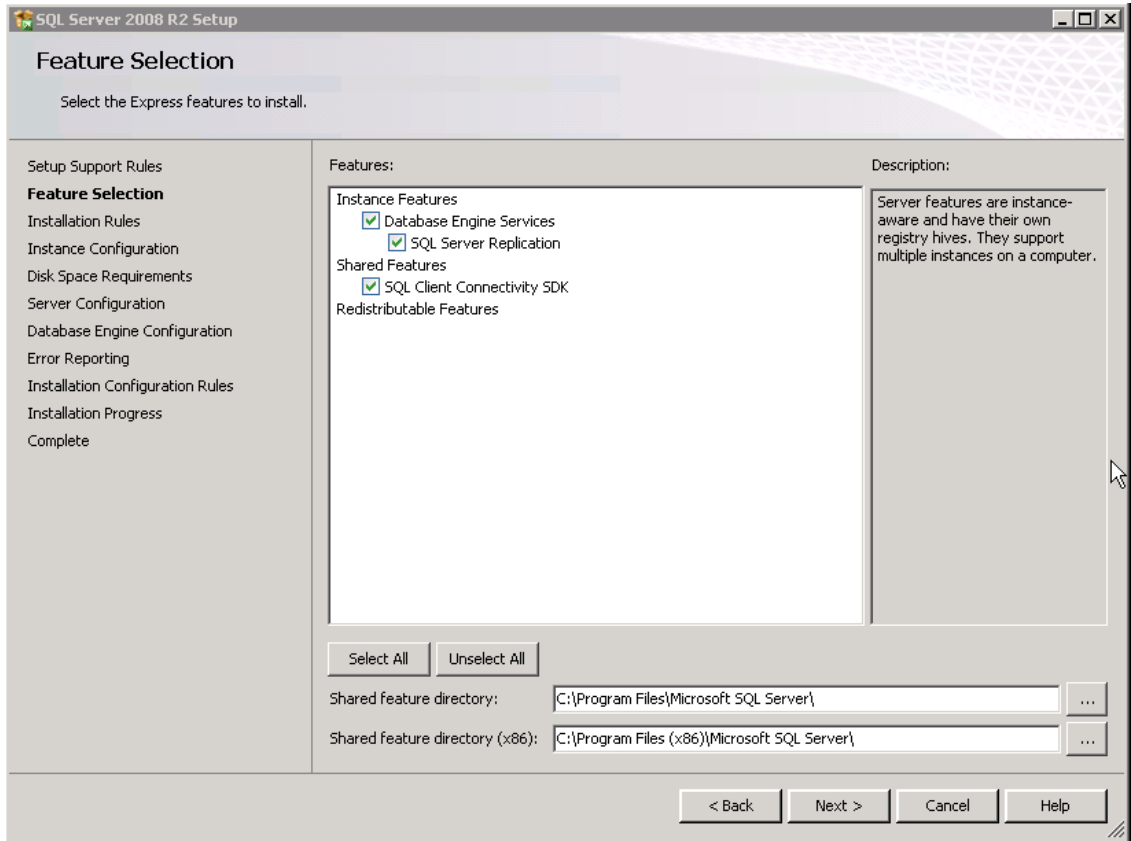 SQL Server 2008 R2 Setup
Feature Selection
Select the Express features to install.
Setup Support Rules
Feature Selection
Installation Rules
Instance Configuration
Disk Space Requirements
Server Configuration
Database Engine Configuration
Error Reporting
Installation Configuration Rules
Installation Progress
Complete
Features:
Instance Features
Database Engine Services
SQL Server Replication
Shared Features
SQL Client Connectivity SDK
Redistributable Features
Description:
Server features are instance-
aware and have their own
registry hives. They support
multiple instances on a computer.
Select All
Unselect All
Shared feature directory:
C:\Program Files\Microsoft SQL Server\
...
Shared feature directory (x86):
C:\Program Files (x86)\Microsoft SQL Server\
...
< Back
Next >
Cancel
Help